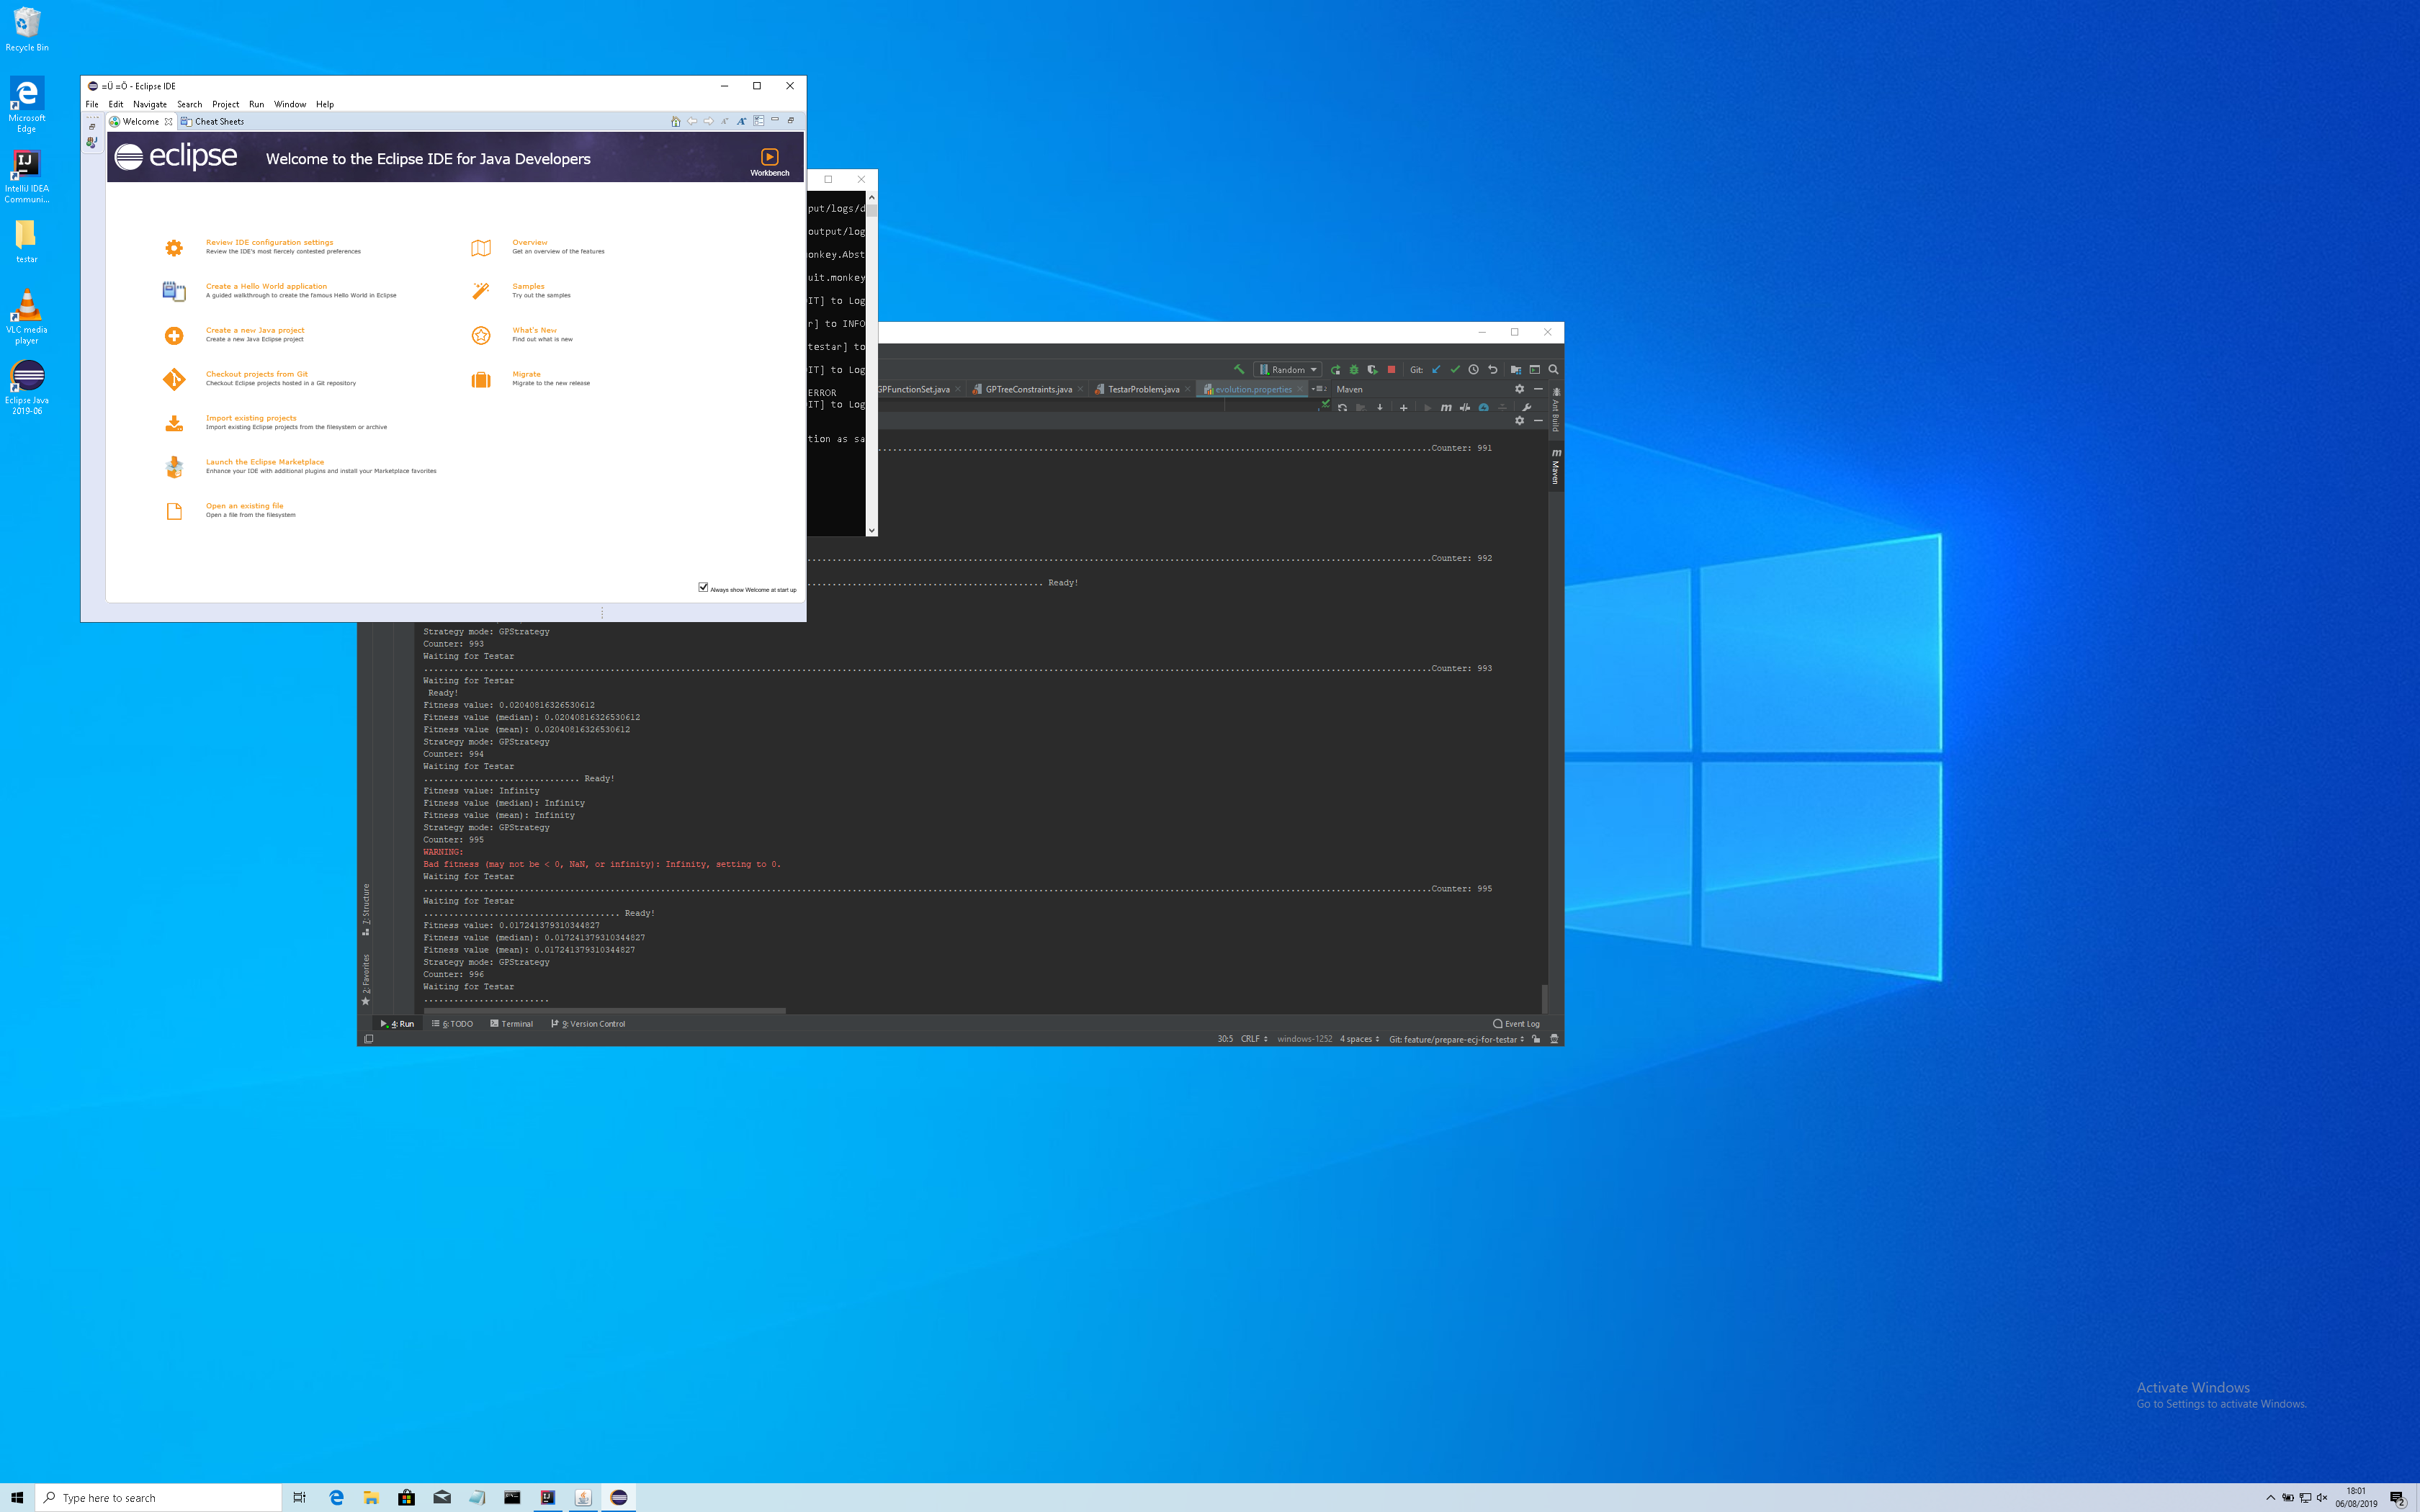 Recycle Bin
Microsoft
Edge
IntelliJ IDEA
Communi...
testar
VLC media
player
Eclipse Java
2019-06
=Ü =Ö - Eclipse IDE
File Edit Navigate Search Project Run Window Help
Welcome Cheat Sheets
eclipse Welcome to the Eclipse IDE for Java Developers
Workbench
Review IDE configuration settings
Review the IDE's most fiercely contested preferences
Overview
Get an overview of the features
Create a Hello World application
A guided walkthrough to create the famous Hello World in Eclipse
Samples
Try out the samples
Create a new Java project
Create a new Java Eclipse project
What's New
Find out what is new
Checkout projects from Git
Checkout Eclipse projects hosted in a Git repository
Migrate
Migrate to the new release
Import existing projects
Import existing Eclipse projects from the filesystem or archive
Launch the Eclipse Marketplace
Enhance your IDE with additional plugins and install your Marketplace favorites
Open an existing file
Open a file from the filesystem
Always show Welcome at start up
put/logs/d
output/log
onkey.Abst
uit.monkey
IT] to Log
r] to INFO
testar] to
IT] to Log
ERROR
IT] to Log
tion as sa
Random Git:
GPFunctionSet.java GPTreeConstraints.java TestarProblem.java evolution.properties Maven
Ant Build
Maven
Counter: 991
Counter: 992
Ready!
Strategy mode: GPStrategy
Counter: 993
Waiting for Testar
Counter: 993
Waiting for Testar
Ready!
Fitness value: 0.02040816326530612
Fitness value (median): 0.02040816326530612
Fitness value (mean): 0.02040816326530612
Strategy mode: GPStrategy
Counter: 994
Waiting for Testar
............................... Ready!
Fitness value: Infinity
Fitness value (median): Infinity
Fitness value (mean): Infinity
Strategy mode: GPStrategy
Counter: 995
WARNING:
Bad fitness (may not be < 0, NaN, or infinity): Infinity, setting to 0.
Waiting for Testar
Counter: 995
Waiting for Testar
....................................... Ready!
Fitness value: 0.017241379310344827
Fitness value (median): 0.017241379310344827
Fitness value (mean): 0.017241379310344827
Strategy mode: GPStrategy
Counter: 996
Waiting for Testar
.........................
7: Structure
2: Favorites
4: Run 6: TODO Terminal 9: Version Control Event Log
30:5 CRLF windows-1252 4 spaces Git: feature/prepare-ecj-for-testar
Activate Windows
Go to Settings to activate Windows.
Type here to search
18:01
06/08/2019
2